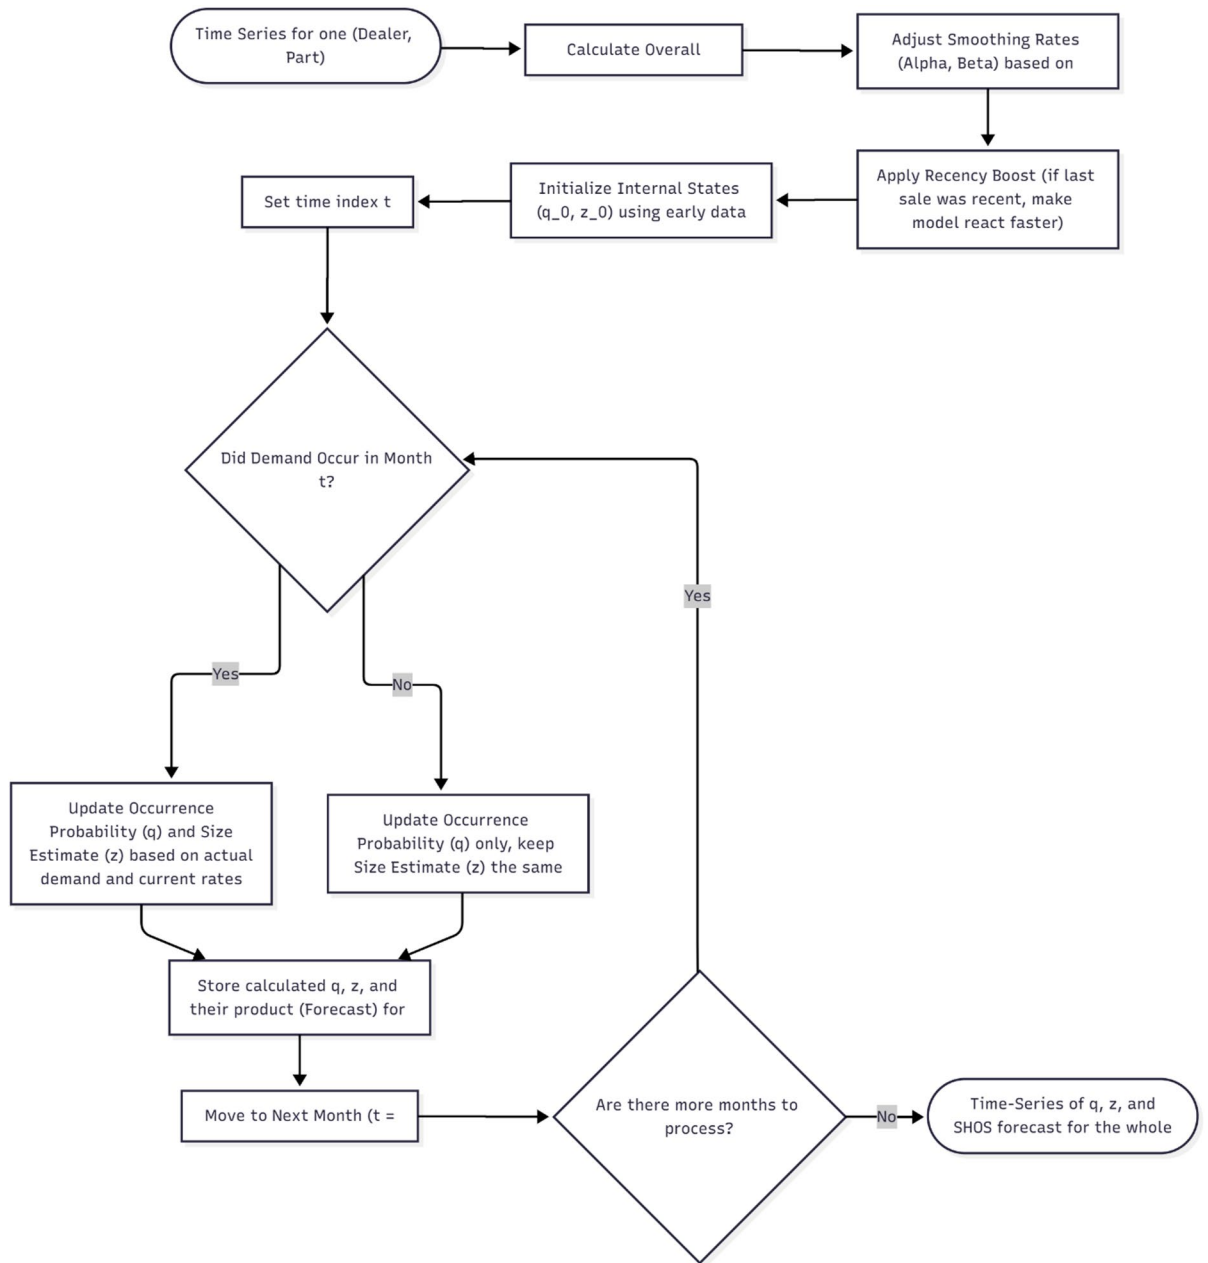 Time Series for one (Dealer,
Part)
Calculate Overall
Adjust Smoothing Rates
(Alpha, Beta) based on
Apply Recency Boost (if last
sale was recent, make
model react faster)
Initialize Internal States
(q_0, z_0) using early data
Set time index t
Did Demand Occur in Month
t?
Yes
No
Update Occurrence
Probability (q) and Size
Estimate (z) based on actual
demand and current rates
Update Occurrence
Probability (q) only, keep
Size Estimate (z) the same
Store calculated q, z, and
their product (Forecast) for
Move to Next Month (t =
Are there more months to
process?
Yes
No
Time-Series of q, z, and
SHOS forecast for the whole